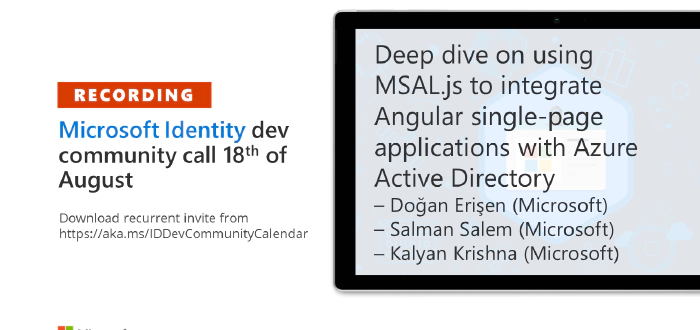 RECORDING
Microsoft Identity dev
community call 18th of
August
Download recurrent invite from
https://aka.ms/IDDevCommunityCalendar
Deep dive on using
MSAL.js to integrate
Angular single-page
applications with Azure
Active Directory
– Doğan Erişen (Microsoft)
– Salman Salem (Microsoft)
– Kalyan Krishna (Microsoft)